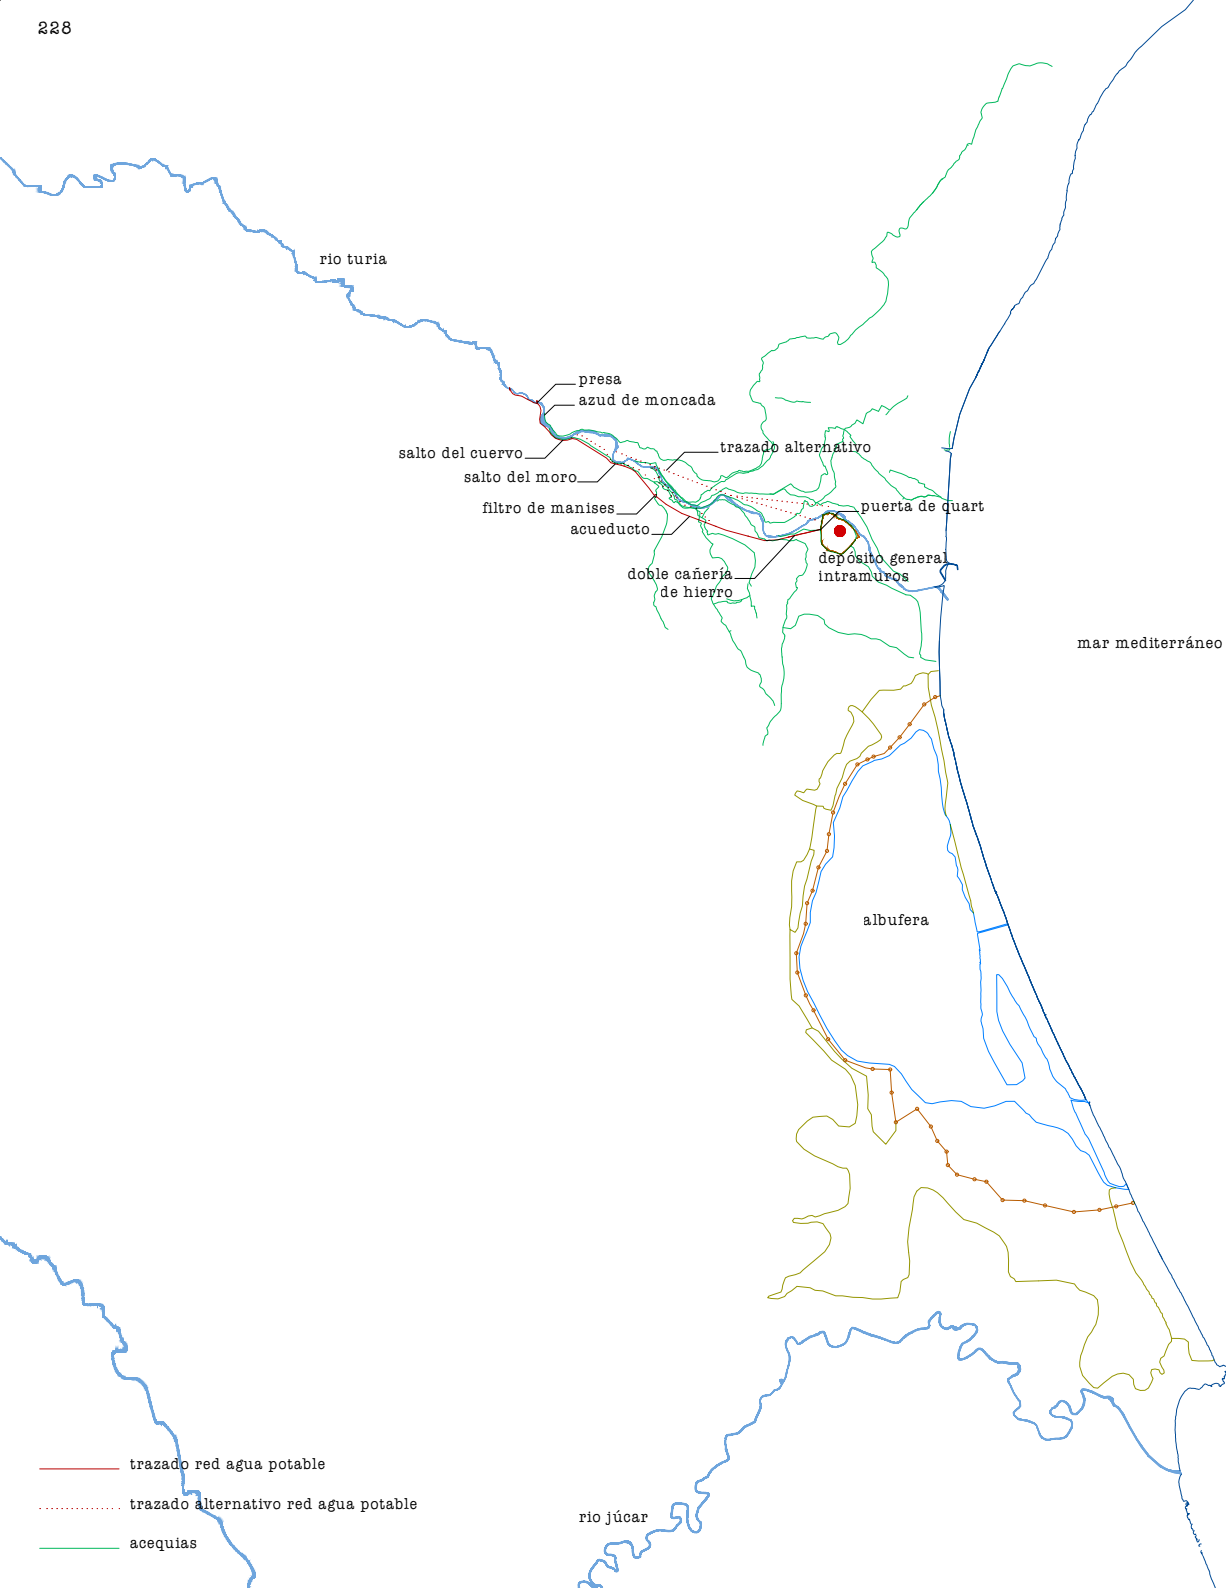 228
rio turia
presa
azud de moncada
salto del cuervo
trazado alternativo
salto del moro
filtro de manises
puerta de quart
acueducto
depósito general
intramuros
doble cañería
de hierro
mar mediterráneo
albufera
trazado red agua potable
trazado alternativo red agua potable
rio júcar
acequias